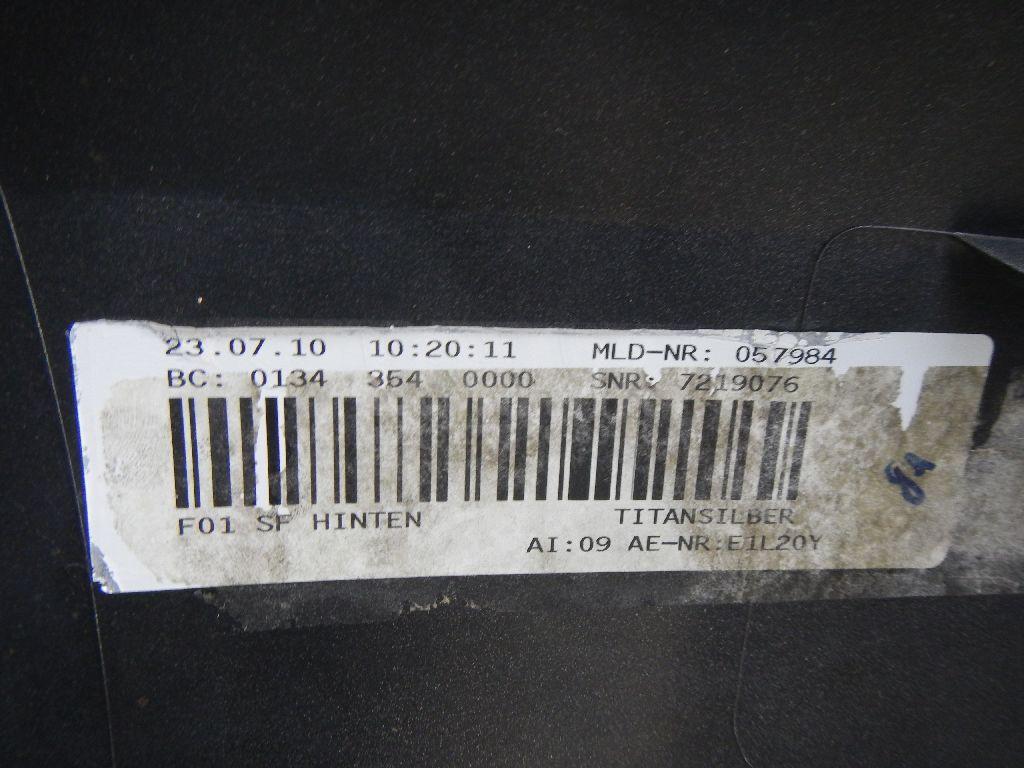 23.07.10 10:20:11 MLD-NR: 057984
BC: 0134 354 0000 SNR: 7219076
F01 SF HINTEN TITANSILBER
AI:09 AE-NR:E1L20Y